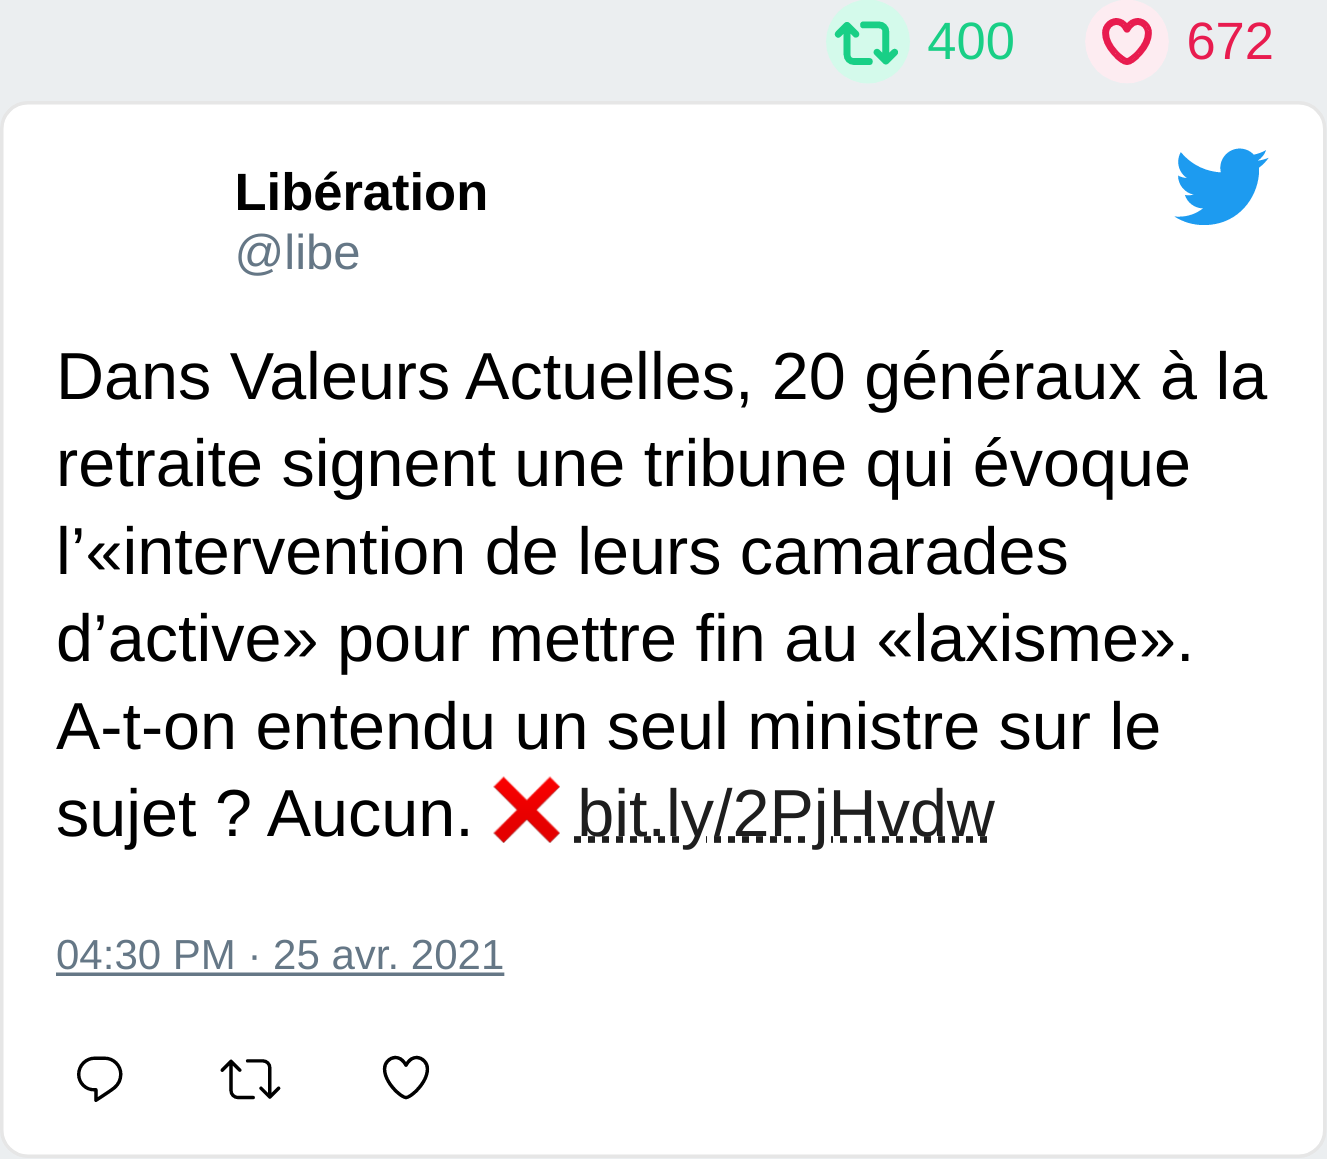 400 672
Libération
@libe
Dans Valeurs Actuelles, 20 généraux à la
retraite signent une tribune qui évoque
l’«intervention de leurs camarades
d’active» pour mettre fin au «laxisme».
A-t-on entendu un seul ministre sur le
sujet ? Aucun. ❌ bit.ly/2PjHvdw
04:30 PM · 25 avr. 2021